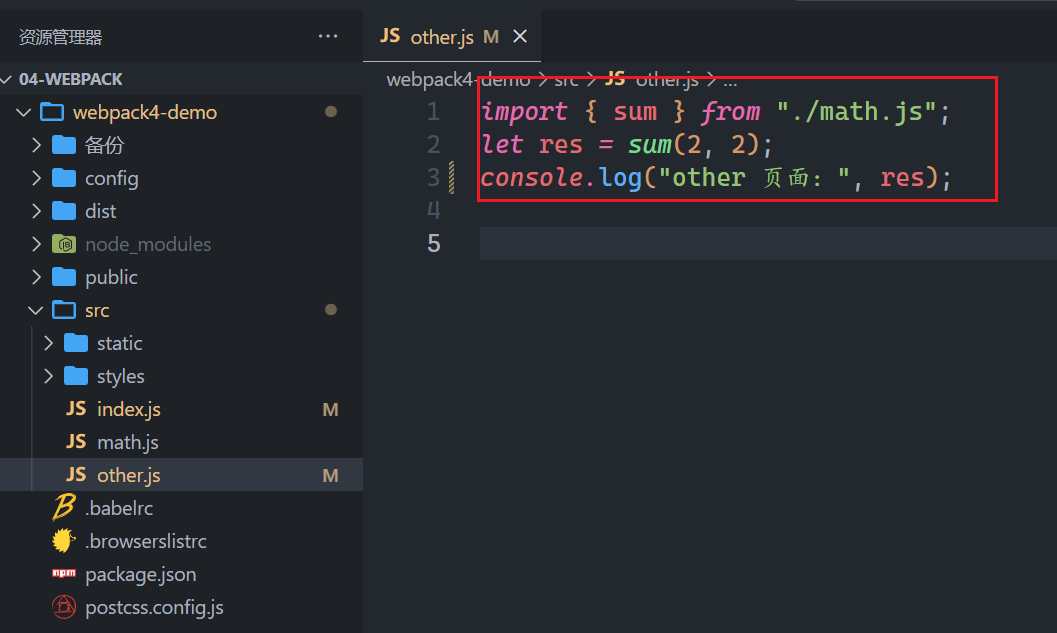 资源管理器 ···
04-WEBPACK
webpack4-demo
备份
config
dist
node_modules
public
src
static
styles
JS index.js M
JS math.js
JS other.js M
.babelrc
.browserslistrc
npm package.json
postcss.config.js
JS other.js M ×
webpack4-demo > src > JS other.js > ...
1 import { sum } from "./math.js";
2 let res = sum(2, 2);
3 console.log("other 页面: ", res);
4
5